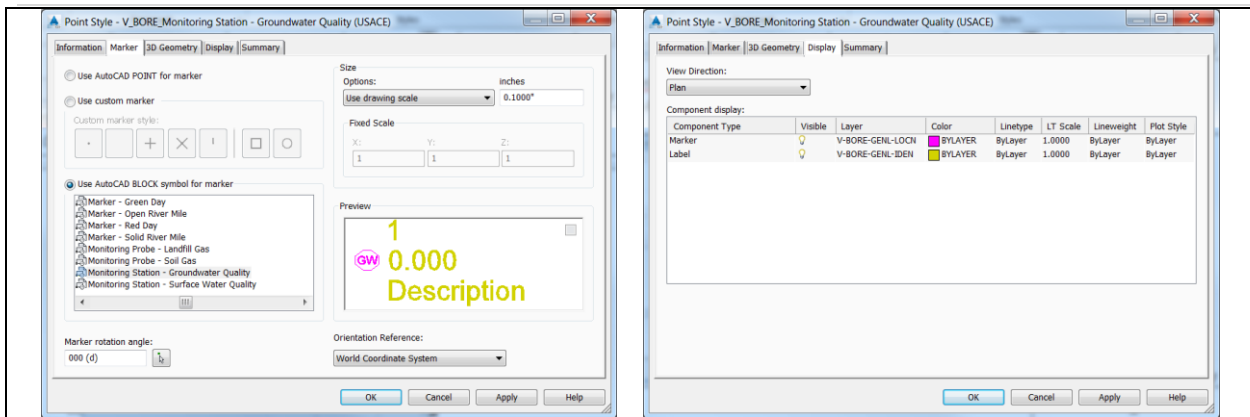 Point Style - V_BORE_Monitoring Station - Groundwater Quality (USACE)
Information Marker 3D Geometry Display Summary
Use AutoCAD POINT for marker
Use custom marker
Custom marker style:
Use AutoCAD BLOCK symbol for marker
Marker - Green Day
Marker - Open River Mile
Marker - Red Day
Marker - Solid River Mile
Monitoring Probe - Landfill Gas
Monitoring Probe - Soil Gas
Monitoring Station - Groundwater Quality
Monitoring Station - Surface Water Quality
Marker rotation angle:
000 (d)
Size
Options: inches
Use drawing scale 0.1000"
Fixed Scale
X: Y: Z:
1 1 1
Preview
1
GW 0.000
Description
Orientation Reference:
World Coordinate System
OK Cancel Apply Help
Point Style - V_BORE_Monitoring Station - Groundwater Quality (USACE)
Information Marker 3D Geometry Display Summary
View Direction:
Plan
Component display:
Component Type Visible Layer Color Linetype LT Scale Lineweight Plot Style
Marker V-BORE-GENL-LOCN BYLAYER ByLayer 1.0000 ByLayer ByLayer
Label V-BORE-GENL-IDEN BYLAYER ByLayer 1.0000 ByLayer ByLayer
OK Cancel Apply Help